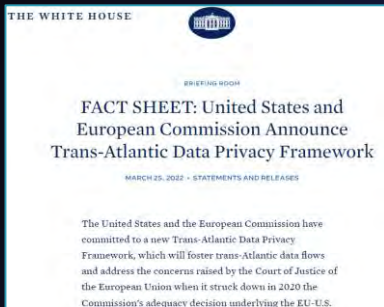 THE WHITE HOUSE
BRIEFING ROOM
FACT SHEET: United States and
European Commission Announce
Trans-Atlantic Data Privacy Framework
MARCH 25, 2022 • STATEMENTS AND RELEASES
The United States and the European Commission have
committed to a new Trans-Atlantic Data Privacy
Framework, which will foster trans-Atlantic data flows
and address the concerns raised by the Court of Justice of
the European Union when it struck down in 2020 the
Commission's adequacy decision underlying the EU-U.S.